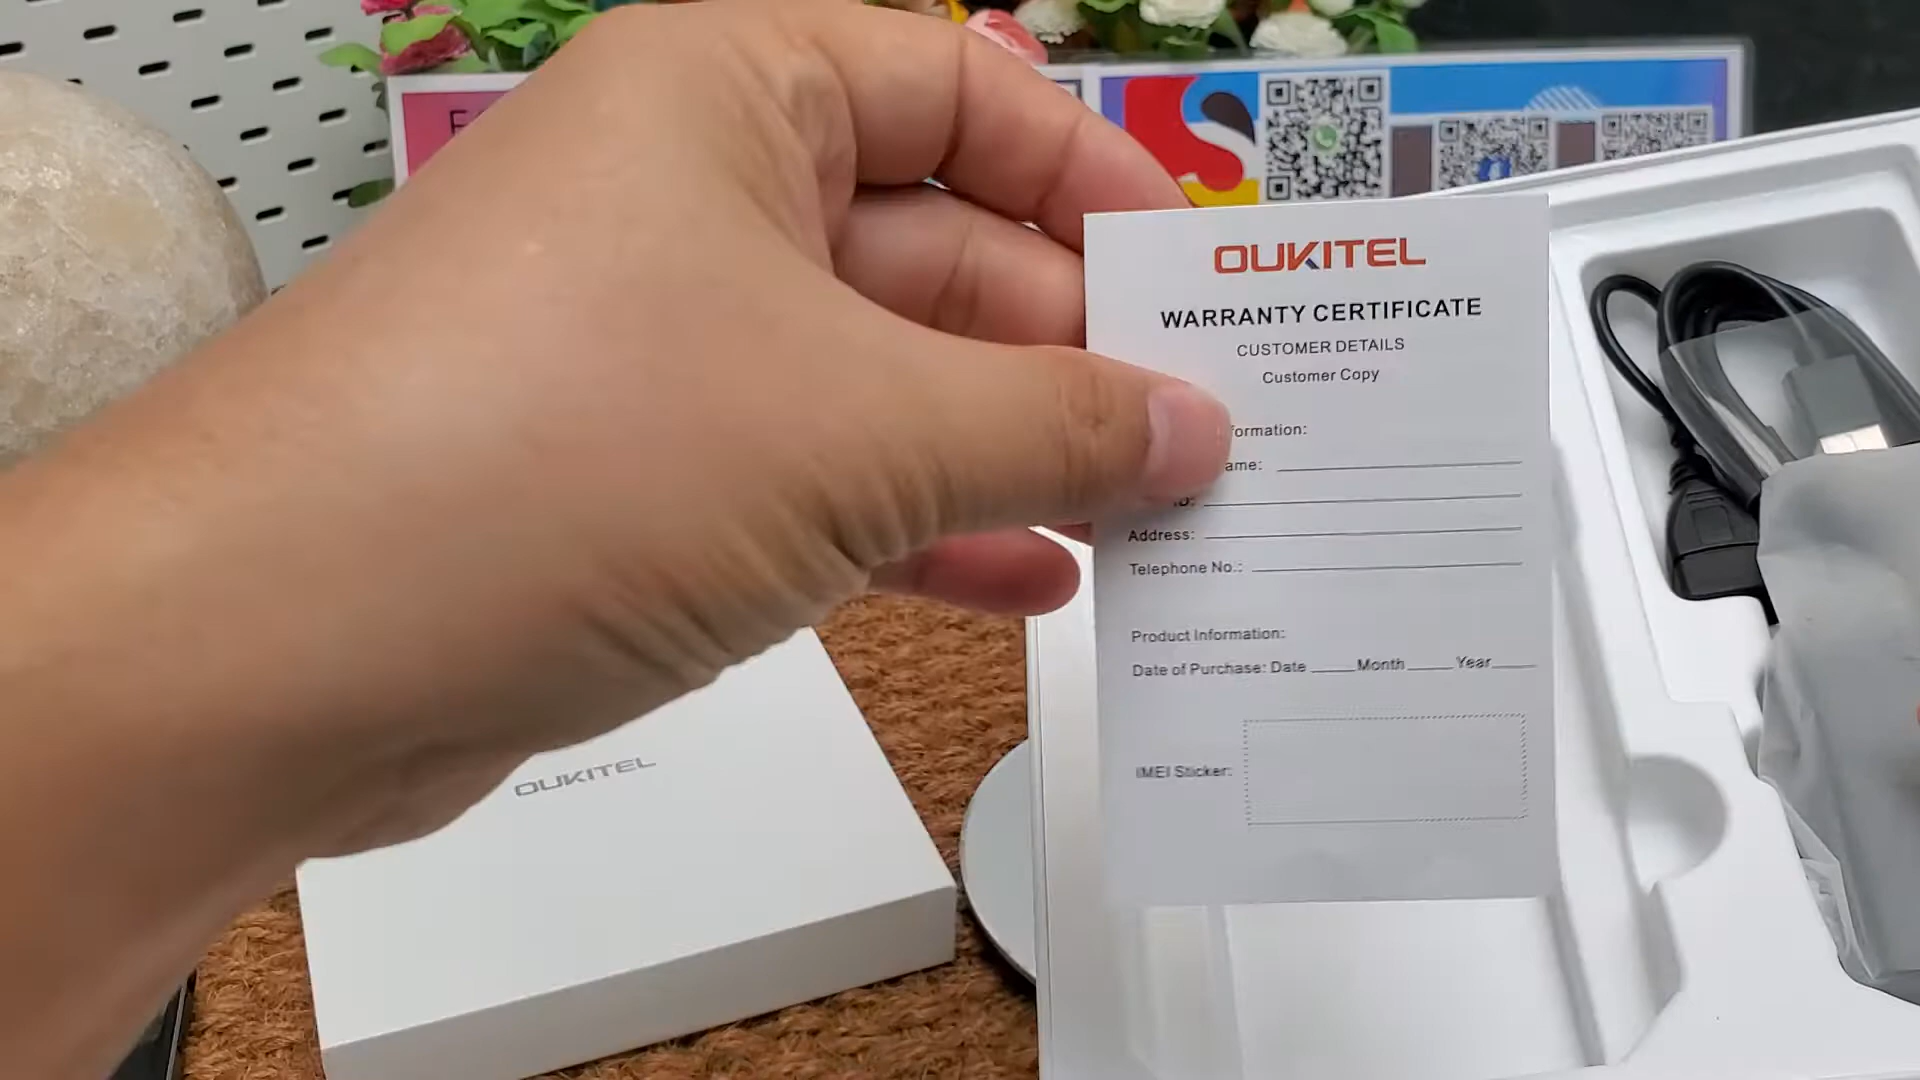 OUKITEL
WARRANTY CERTIFICATE
CUSTOMER DETAILS
Customer Copy
formation:
ame:
ID:
Address:
Telephone No.:
Product Information:
Date of Purchase: Date Month Year
IMEI Sticker:
OUKITEL